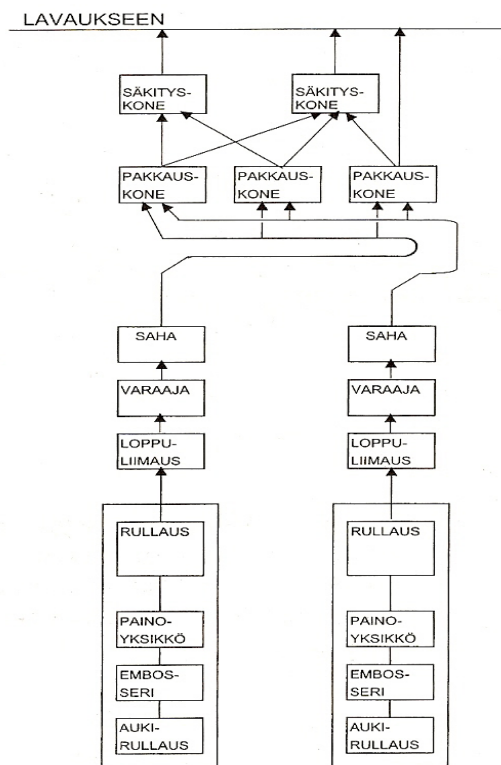 LAVAUKSEEN
SÄKITYS-
KONE
SÄKITYS-
KONE
PAKKAUS-
KONE
PAKKAUS-
KONE
PAKKAUS-
KONE
SAHA
SAHA
VARAAJA
VARAAJA
LOPPU-
LIIMAUS
LOPPU-
LIIMAUS
RULLAUS
RULLAUS
PAINO-
YKSIKKÖ
PAINO-
YKSIKKÖ
EMBOS-
SERI
EMBOS-
SERI
AUKI-
RULLAUS
AUKI-
RULLAUS